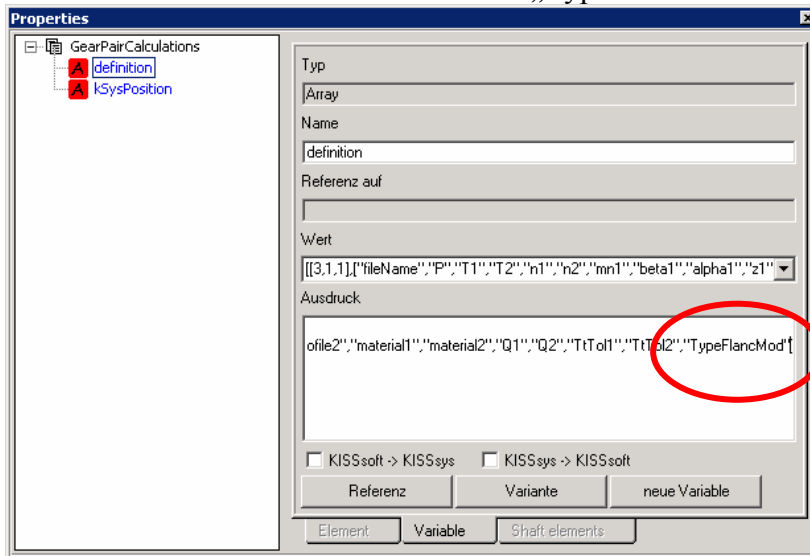 Properties
GearPairCalculations
definition
kSysPosition
Typ
Array
Name
definition
Referenz auf
Wert
[[3,1,1],["fileName","P","T1","T2","n1","n2","mn1","beta1","alpha1","z1"
Ausdruck
ofile2","material1","material2","Q1","Q2","TtTol1","TtTol2","TypeFlancMod"
KISSsoft -> KISSsys
KISSsys -> KISSsoft
Referenz
Variante
neue Variable
Element
Variable
Shaft elements